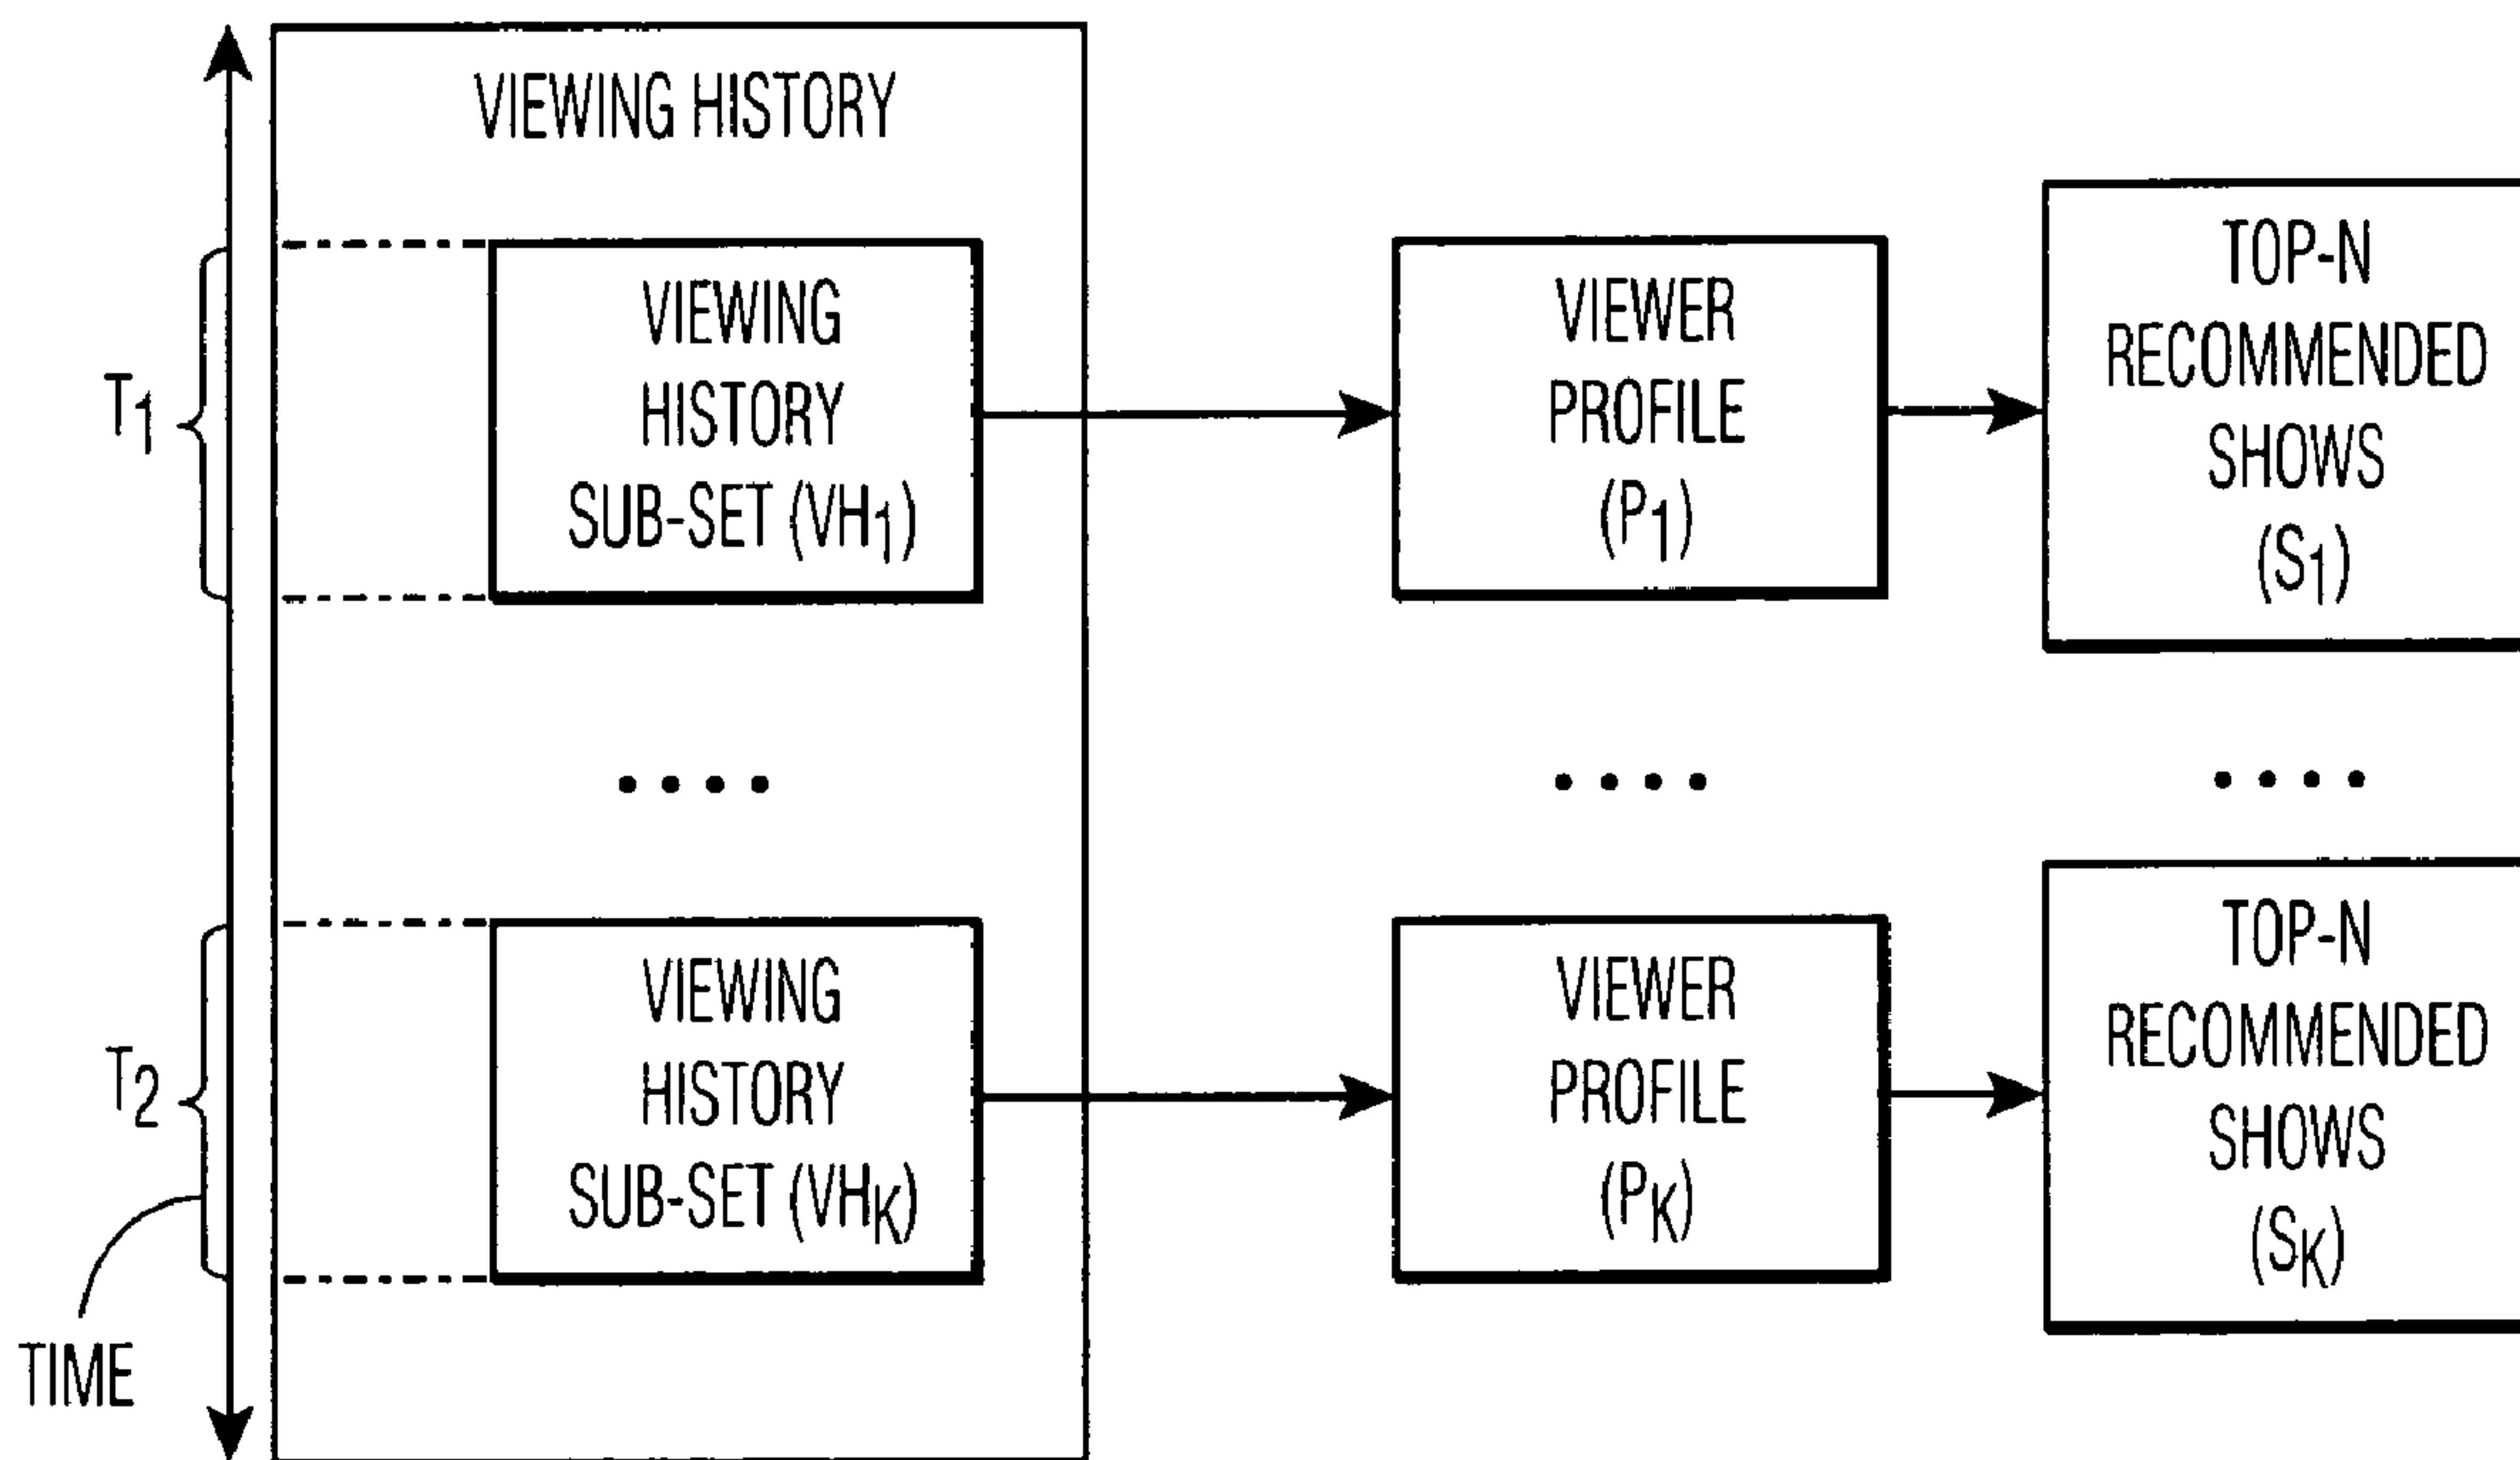 VIEWING HISTORY
T1
VIEWING
HISTORY
SUB-SET (VH1)
VIEWER
PROFILE
(P1)
TOP-N
RECOMMENDED
SHOWS
(S1)
T2
VIEWING
HISTORY
SUB-SET (VHK)
VIEWER
PROFILE
(PK)
TOP-N
RECOMMENDED
SHOWS
(SK)
TIME